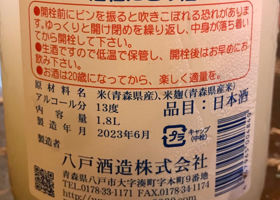 ●開栓前にビンを振ると吹きこぼれる恐れがありま
す。ゆっくりと開け閉めを繰り返し、中身が落ち着い
てから開栓して下さい。
●生酒ですので低温で保管し、開栓後はお早めにお
飲み下さい。
●お酒は20歳になってから、楽しく適量を。
原材料名 米(青森県産)、米麹(青森県産米)
アルコール分 13度 品目:日本酒
内容量 1.8L
製造年月 2023年6月
製造者
八戸酒造株式会社
青森県八戸市大字湊町字本町9番地
TEL.0178-33-1171 FAX.0178-34-1174